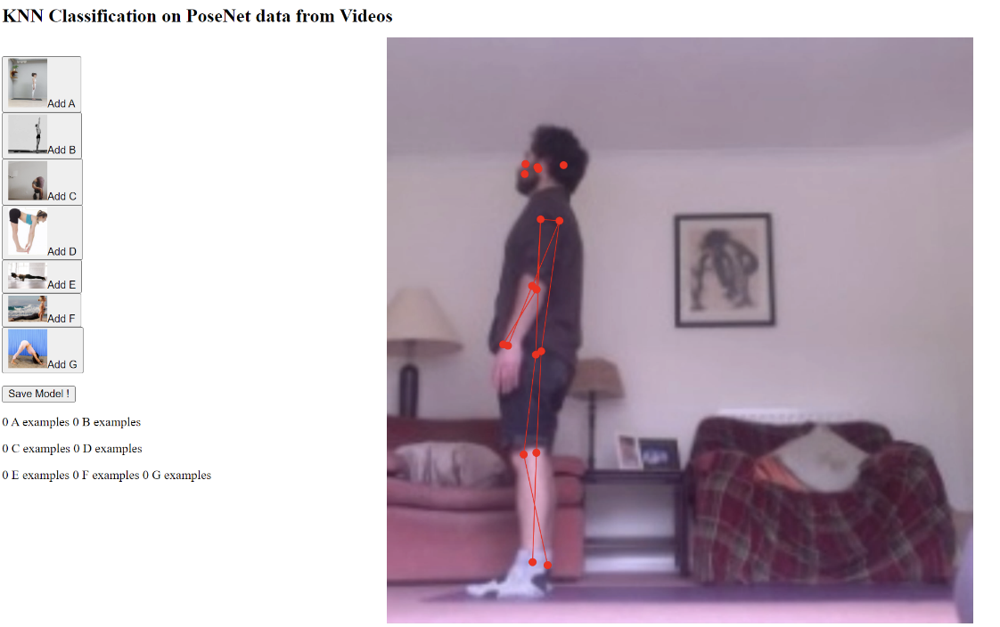 KNN Classification on PoseNet data from Videos
Add A
Add B
Add C
Add D
Add E
Add F
Add G
Save Model !
0 A examples 0 B examples
0 C examples 0 D examples
0 E examples 0 F examples 0 G examples